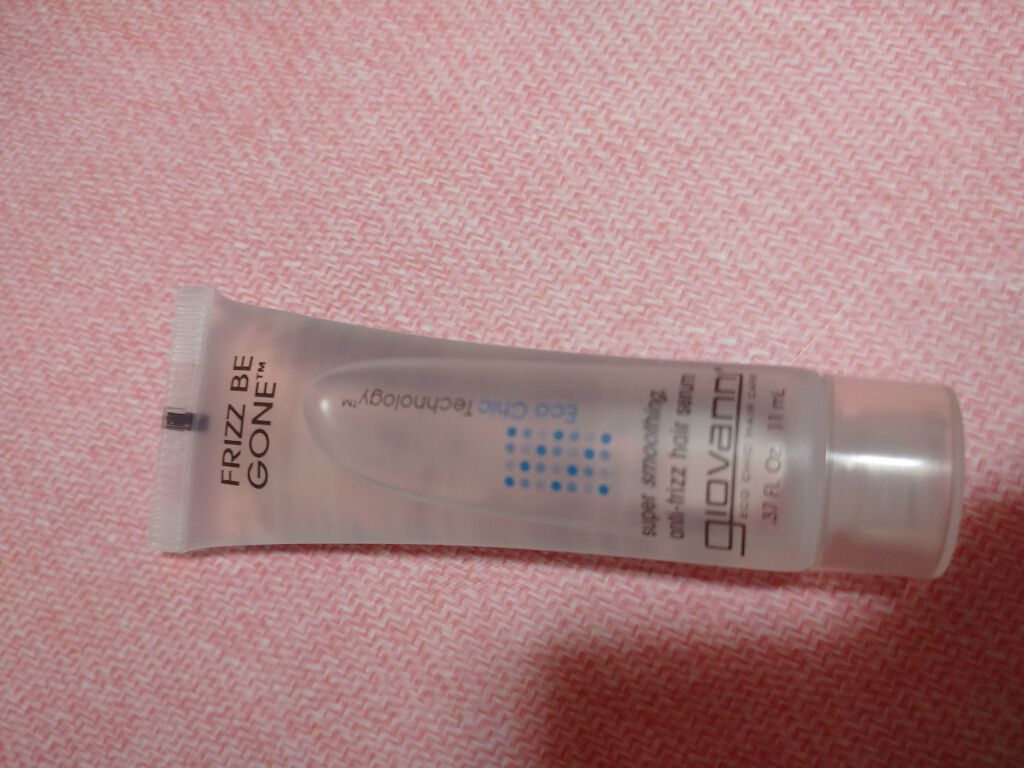 FRIZZ BE
GONE™
Eco Chic Technology™
super smoothing,
anti-frizz hair serum
giovanni
ECO CHIC HAIR CARE
.37 FL Oz 11 mL